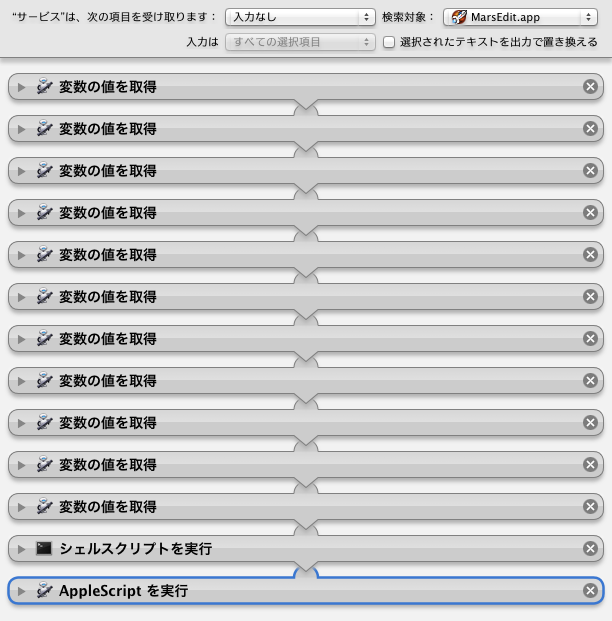 “サービス”は、次の項目を受け取ります： 入力なし 検索対象： MarsEdit.app
入力は すべての選択項目 選択されたテキストを出力で置き換える
変数の値を取得
変数の値を取得
変数の値を取得
変数の値を取得
変数の値を取得
変数の値を取得
変数の値を取得
変数の値を取得
変数の値を取得
変数の値を取得
変数の値を取得
シェルスクリプトを実行
AppleScript を実行